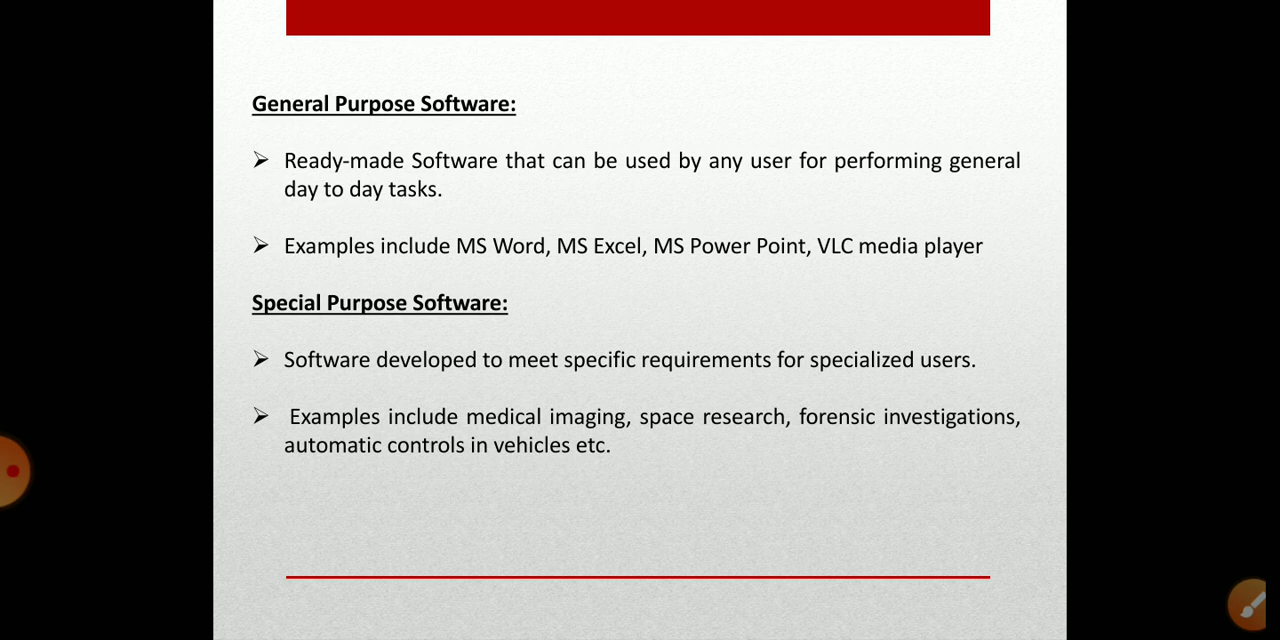 General Purpose Software:
Ready-made Software that can be used by any user for performing general
day to day tasks.
Examples include MS Word, MS Excel, MS Power Point, VLC media player
Special Purpose Software:
Software developed to meet specific requirements for specialized users.
Examples include medical imaging, space research, forensic investigations,
automatic controls in vehicles etc.